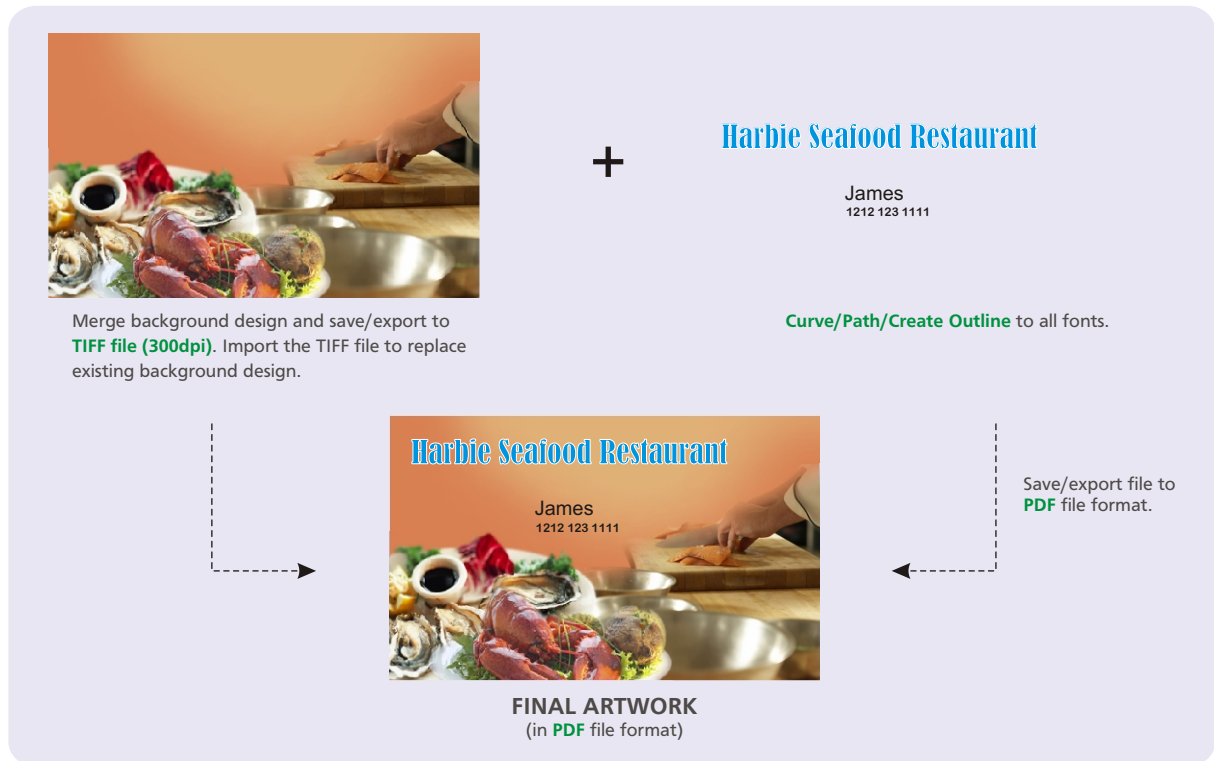 +
Harbie Seafood Restaurant
James
1212 123 1111
Merge background design and save/export to
TIFF file (300dpi). Import the TIFF file to replace
existing background design.
Curve/Path/Create Outline to all fonts.
Harbie Seafood Restaurant
James
1212 123 1111
Save/export file to
PDF file format.
FINAL ARTWORK
(in PDF file format)